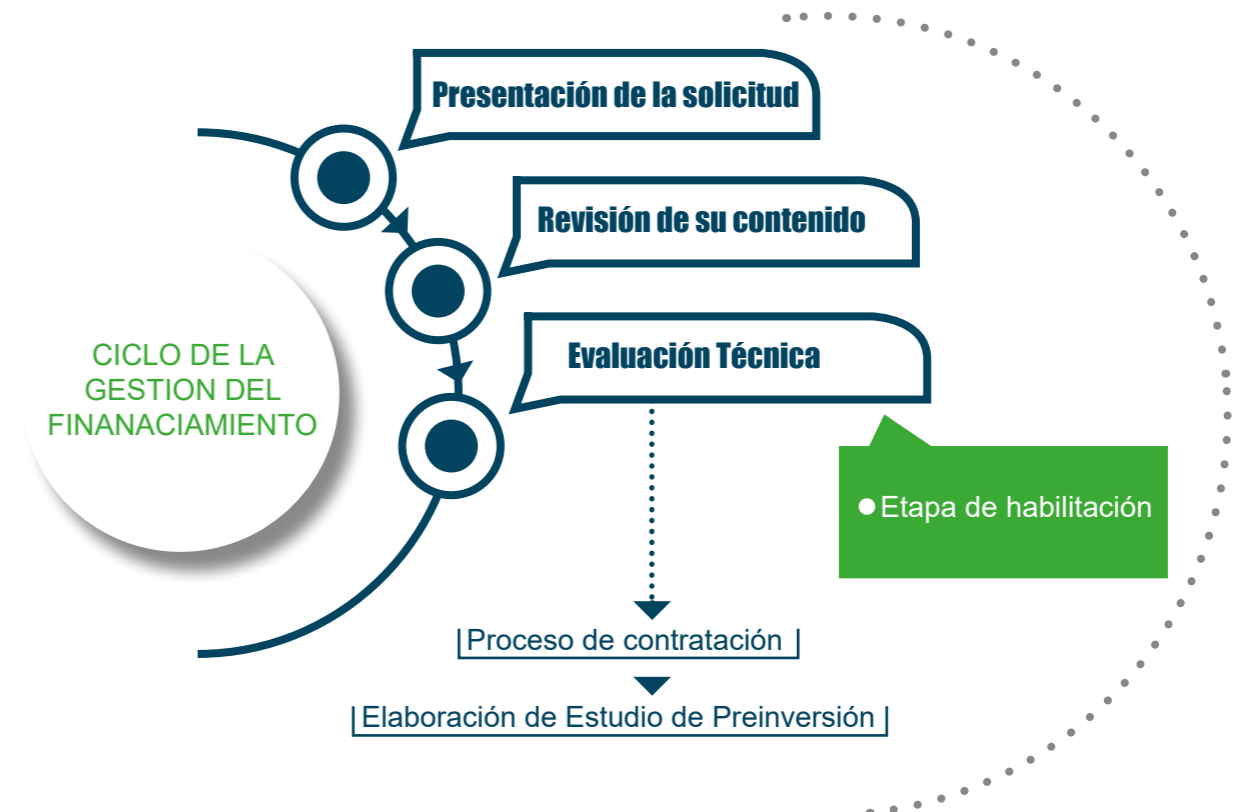 Presentación de la solicitud
Revisión de su contenido
Evaluación Técnica
CICLO DE LA
GESTION DEL
FINANACIAMIENTO
Etapa de habilitación
Proceso de contratación
Elaboración de Estudio de Preinversión